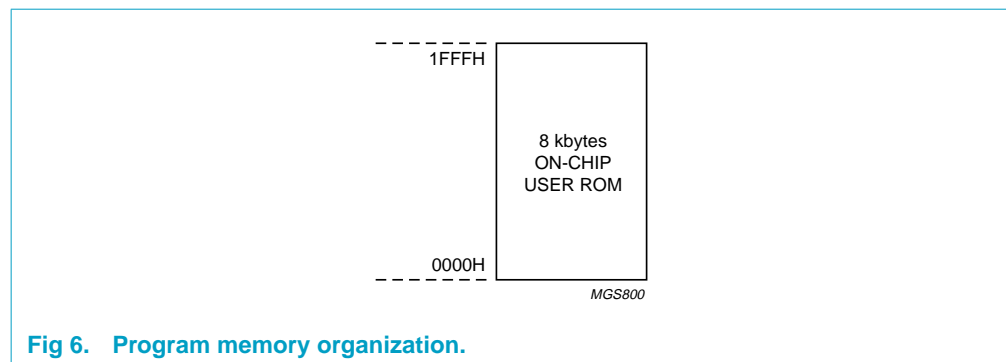 1FFFH
8 kbytes
ON-CHIP
USER ROM
0000H
MGS800
Fig 6. Program memory organization.